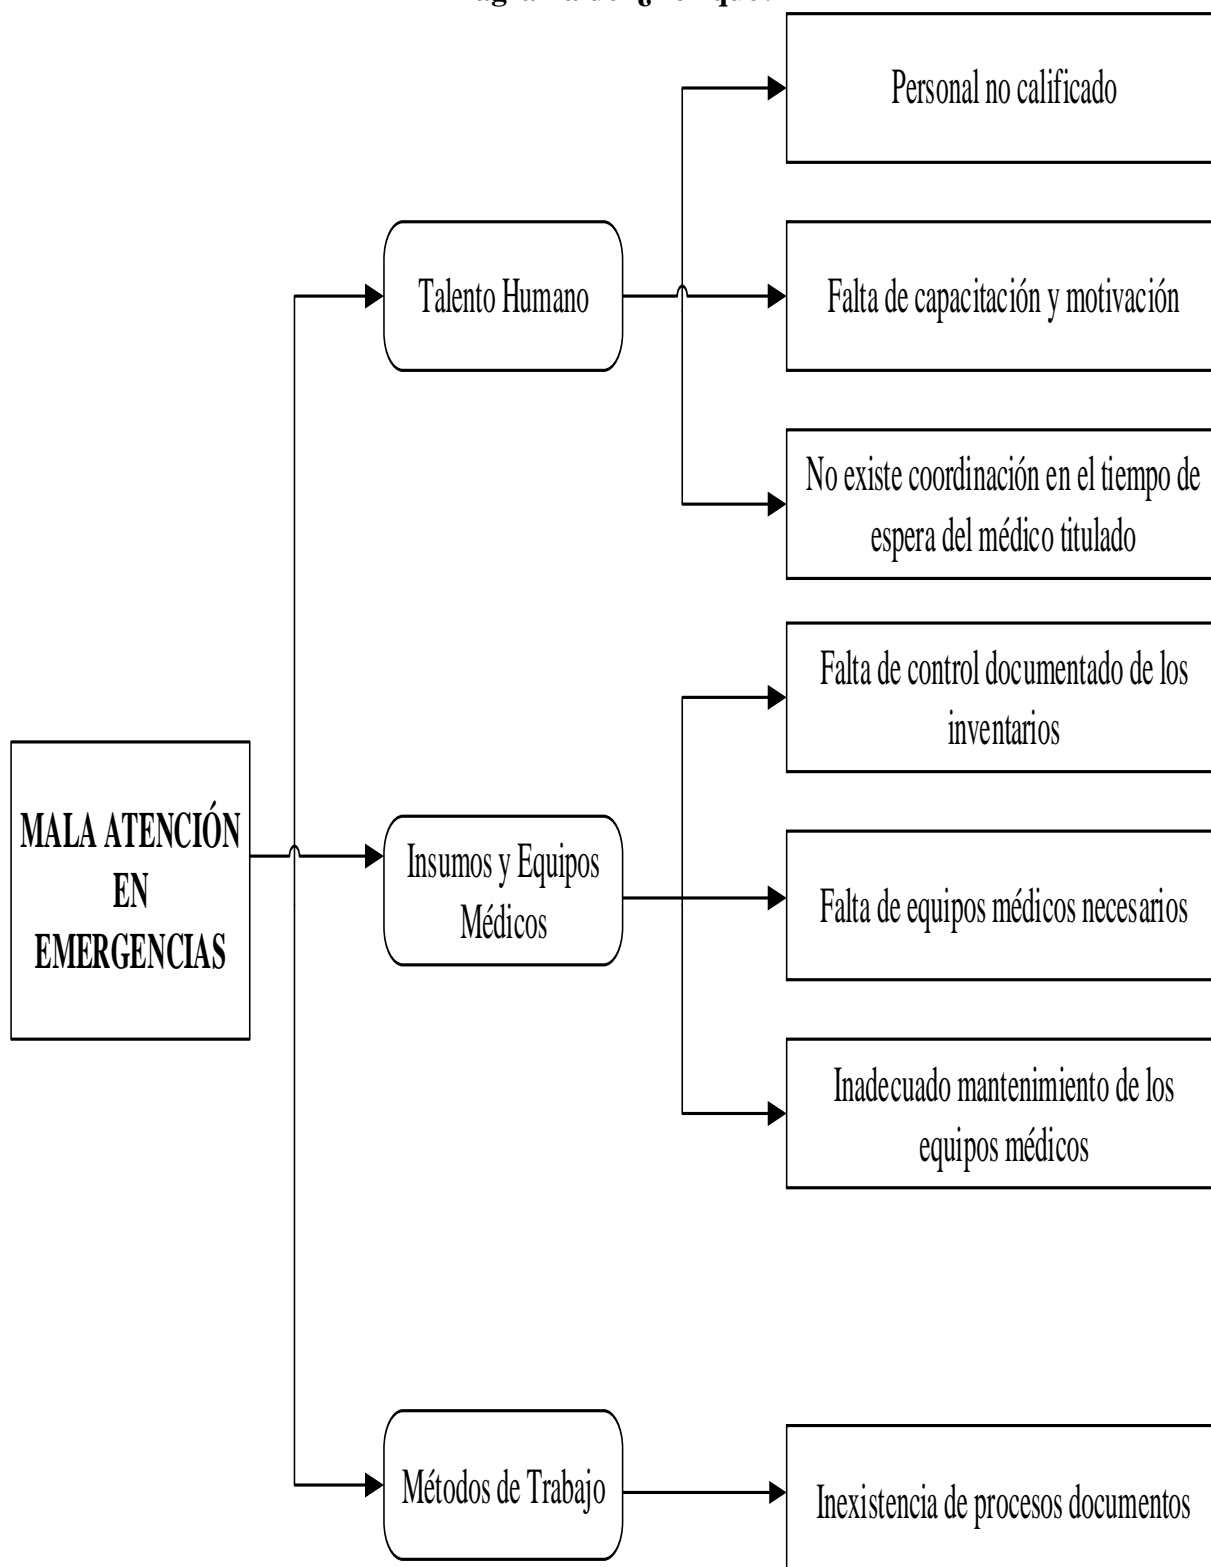 Personal no calificado
Talento Humano
Falta de capacitación y motivación
No existe coordinación en el tiempo de
espera del médico titulado
Falta de control documentado de los
inventarios
MALA ATENCIÓN
EN
EMERGENCIAS
Insumos y Equipos
Médicos
Falta de equipos médicos necesarios
Inadecuado mantenimiento de los
equipos médicos
Métodos de Trabajo
Inexistencia de procesos documentos